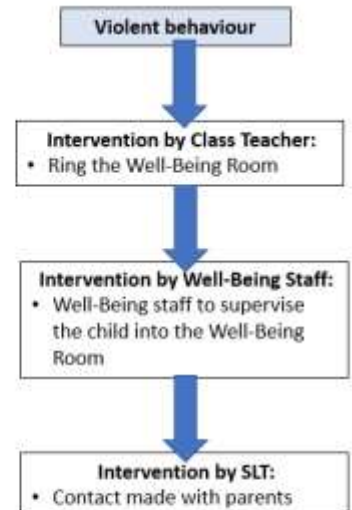 Violent behaviour
Intervention by Class Teacher:
• Ring the Well-Being Room
Intervention by Well-Being Staff:
• Well-Being staff to supervise
the child into the Well-Being
Room
Intervention by SLT:
• Contact made with parents